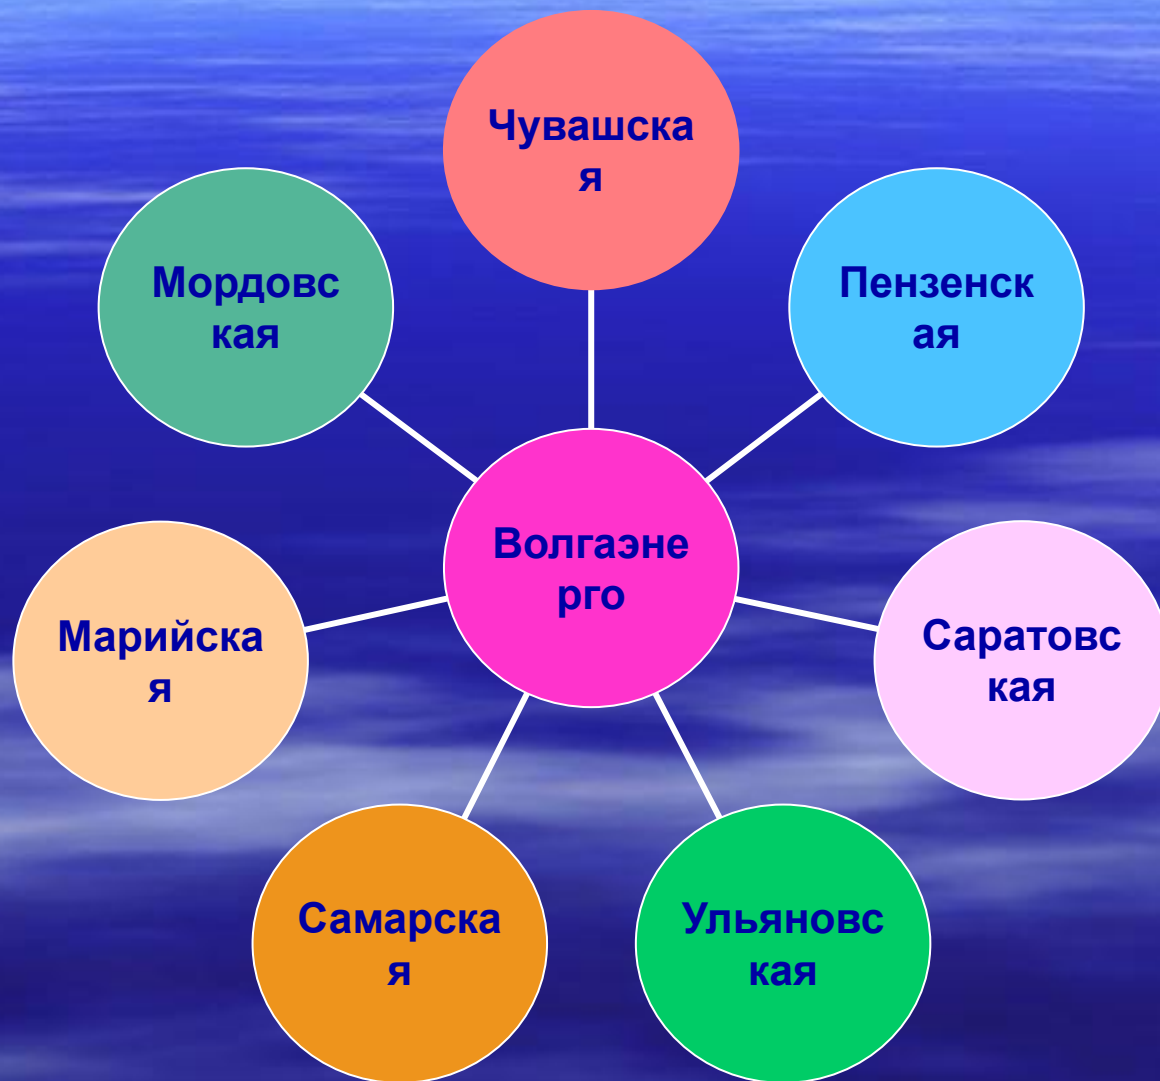 Чувашска
я
Мордовс
кая
Пензенск
ая
Волгаэне
рго
Марийска
я
Саратовс
кая
Самарска
я
Ульяновс
кая